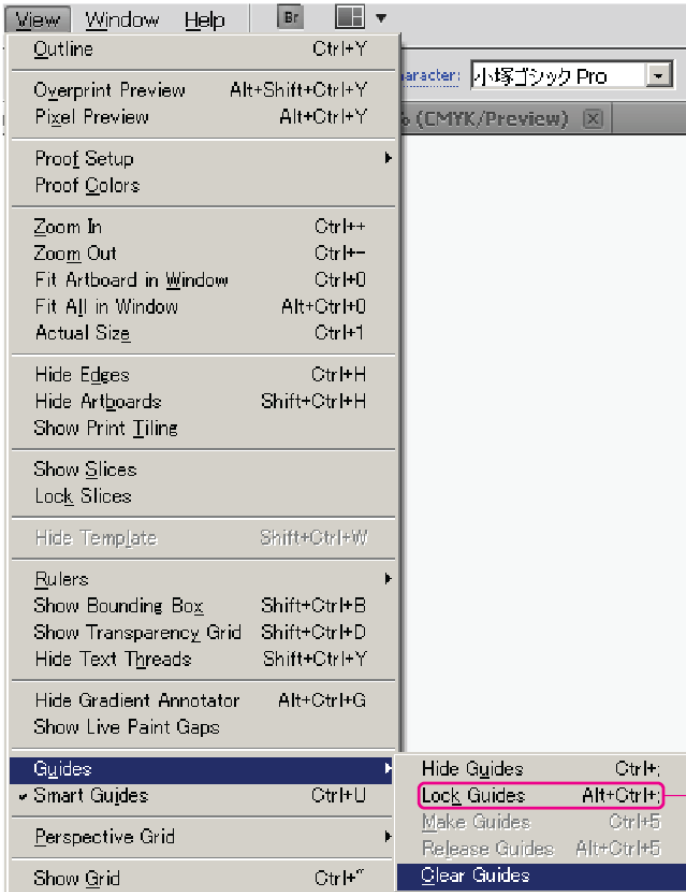 View Window Help Br
Outline Ctrl+Y
Overprint Preview Alt+Shift+Ctrl+Y
Pixel Preview Alt+Ctrl+Y
Proof Setup
Proof Colors
Zoom In Ctrl++
Zoom Out Ctrl+-
Fit Artboard in Window Ctrl+0
Fit All in Window Alt+Ctrl+0
Actual Size Ctrl+1
Hide Edges Ctrl+H
Hide Artboards Shift+Ctrl+H
Show Print Tiling
Show Slices
Lock Slices
Hide Template Shift+Ctrl+W
Rulers
Show Bounding Box Shift+Ctrl+B
Show Transparency Grid Shift+Ctrl+D
Hide Text Threads Shift+Ctrl+Y
Hide Gradient Annotator Alt+Ctrl+G
Show Live Paint Gaps
Guides
Smart Guides Ctrl+U
Perspective Grid
Show Grid Ctrl+"
aracter: 小塚ゴシック Pro
(CMYK/Preview)
Hide Guides Ctrl+;
Lock Guides Alt+Ctrl+;
Make Guides Ctrl+5
Release Guides Alt+Ctrl+5
Clear Guides